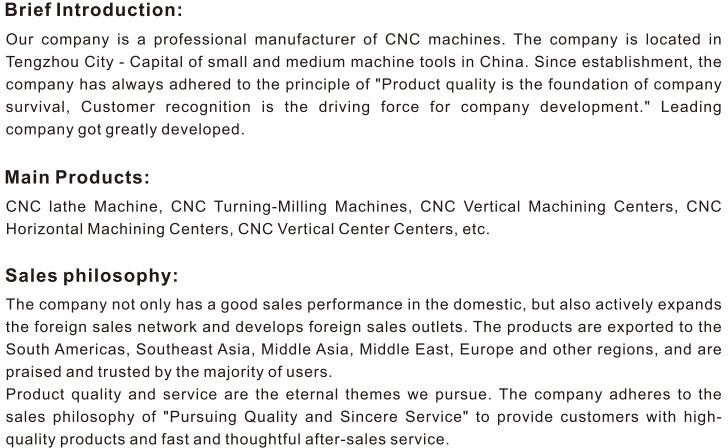 Brief Introduction:
Our company is a professional manufacturer of CNC machines. The company is located in
Tengzhou City - Capital of small and medium machine tools in China. Since establishment, the
company has always adhered to the principle of "Product quality is the foundation of company
survival, Customer recognition is the driving force for company development." Leading
company got greatly developed.
Main Products:
CNC lathe Machine, CNC Turning-Milling Machines, CNC Vertical Machining Centers, CNC
Horizontal Machining Centers, CNC Vertical Center Centers, etc.
Sales philosophy:
The company not only has a good sales performance in the domestic, but also actively expands
the foreign sales network and develops foreign sales outlets. The products are exported to the
South Americas, Southeast Asia, Middle Asia, Middle East, Europe and other regions, and are
praised and trusted by the majority of users.
Product quality and service are the eternal themes we pursue. The company adheres to the
sales philosophy of "Pursuing Quality and Sincere Service" to provide customers with high-
quality products and fast and thoughtful after-sales service.